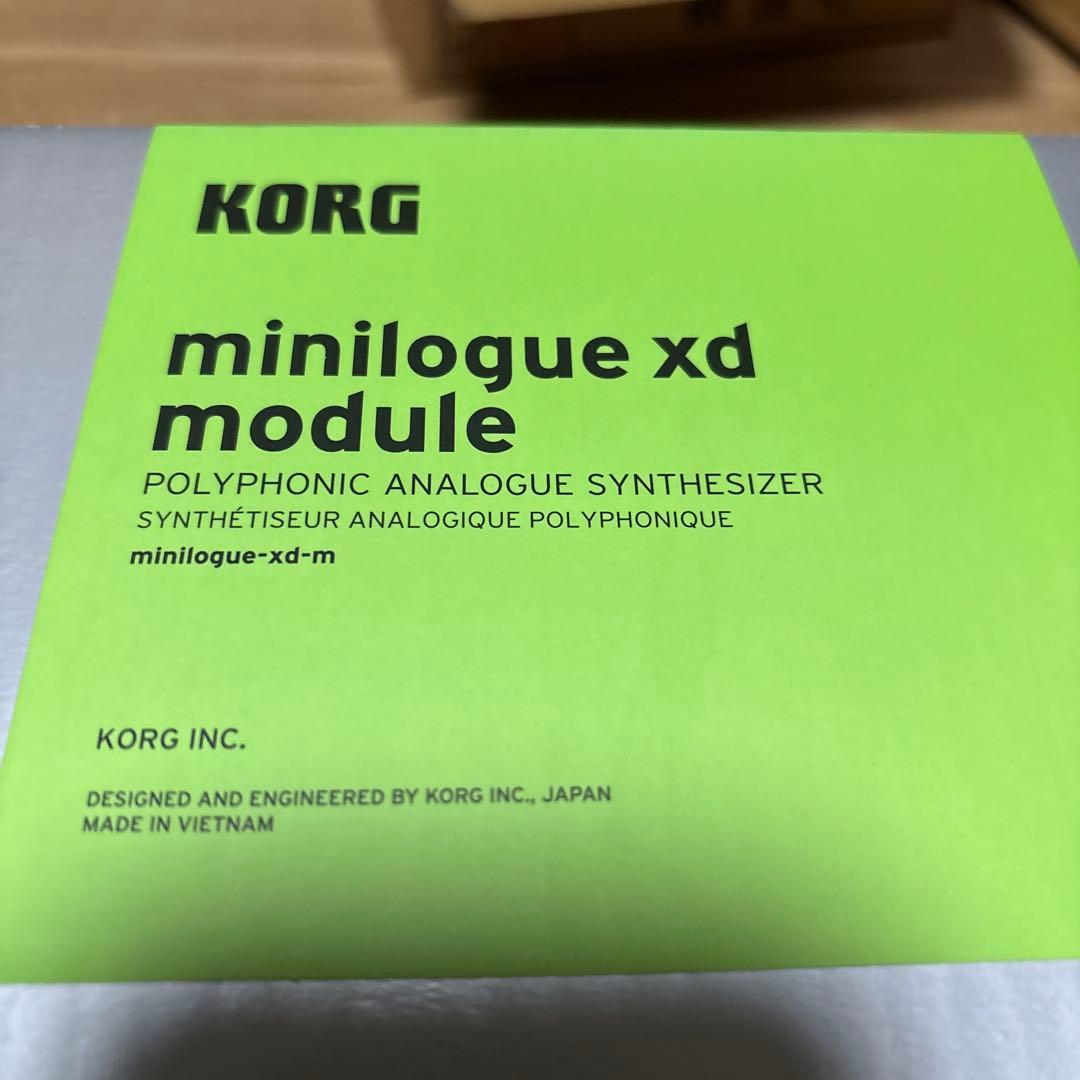 KORG
minilogue xd
module
POLYPHONIC ANALOGUE SYNTHESIZER
SYNTHÉTISEUR ANALOGIQUE POLYPHONIQUE
minilogue-xd-m
KORG INC.
DESIGNED AND ENGINEERED BY KORG INC., JAPAN
MADE IN VIETNAM